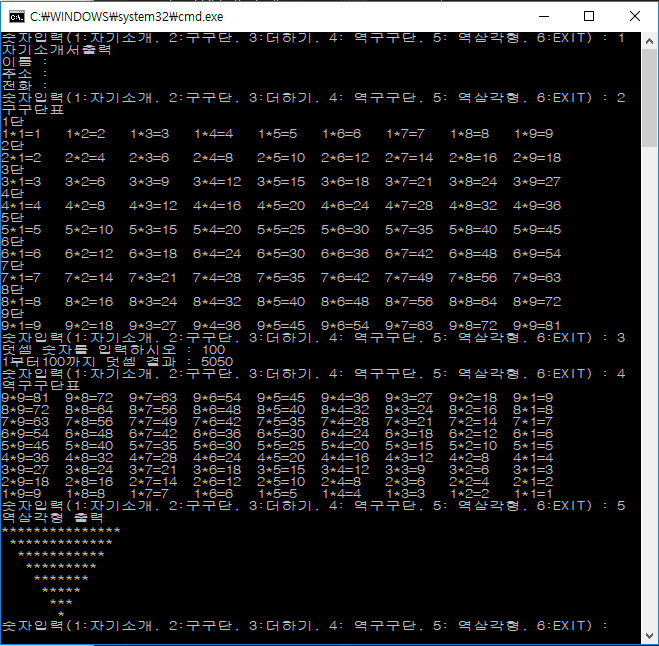 C:₩WINDOWS₩system32₩cmd.exe
숫자입력(1:자기소개, 2:구구단, 3:더하기, 4: 역구구단, 5: 역삼각형, 6:EXIT) : 1
자기소개서출력
이름 :
주소 :
전화 :
숫자입력(1:자기소개, 2:구구단, 3:더하기, 4: 역구구단, 5: 역삼각형, 6:EXIT) : 2
구구단표
1단
1*1=1 1*2=2 1*3=3 1*4=4 1*5=5 1*6=6 1*7=7 1*8=8 1*9=9
2단
2*1=2 2*2=4 2*3=6 2*4=8 2*5=10 2*6=12 2*7=14 2*8=16 2*9=18
3단
3*1=3 3*2=6 3*3=9 3*4=12 3*5=15 3*6=18 3*7=21 3*8=24 3*9=27
4단
4*1=4 4*2=8 4*3=12 4*4=16 4*5=20 4*6=24 4*7=28 4*8=32 4*9=36
5단
5*1=5 5*2=10 5*3=15 5*4=20 5*5=25 5*6=30 5*7=35 5*8=40 5*9=45
6단
6*1=6 6*2=12 6*3=18 6*4=24 6*5=30 6*6=36 6*7=42 6*8=48 6*9=54
7단
7*1=7 7*2=14 7*3=21 7*4=28 7*5=35 7*6=42 7*7=49 7*8=56 7*9=63
8단
8*1=8 8*2=16 8*3=24 8*4=32 8*5=40 8*6=48 8*7=56 8*8=64 8*9=72
9단
9*1=9 9*2=18 9*3=27 9*4=36 9*5=45 9*6=54 9*7=63 9*8=72 9*9=81
숫자입력(1:자기소개, 2:구구단, 3:더하기, 4: 역구구단, 5: 역삼각형, 6:EXIT) : 3
덧셈 숫자를 입력하시오 : 100
1부터100까지 덧셈 결과 : 5050
숫자입력(1:자기소개, 2:구구단, 3:더하기, 4: 역구구단, 5: 역삼각형, 6:EXIT) : 4
역구구단표
9*9=81 9*8=72 9*7=63 9*6=54 9*5=45 9*4=36 9*3=27 9*2=18 9*1=9
8*9=72 8*8=64 8*7=56 8*6=48 8*5=40 8*4=32 8*3=24 8*2=16 8*1=8
7*9=63 7*8=56 7*7=49 7*6=42 7*5=35 7*4=28 7*3=21 7*2=14 7*1=7
6*9=54 6*8=48 6*7=42 6*6=36 6*5=30 6*4=24 6*3=18 6*2=12 6*1=6
5*9=45 5*8=40 5*7=35 5*6=30 5*5=25 5*4=20 5*3=15 5*2=10 5*1=5
4*9=36 4*8=32 4*7=28 4*6=24 4*5=20 4*4=16 4*3=12 4*2=8 4*1=4
3*9=27 3*8=24 3*7=21 3*6=18 3*5=15 3*4=12 3*3=9 3*2=6 3*1=3
2*9=18 2*8=16 2*7=14 2*6=12 2*5=10 2*4=8 2*3=6 2*2=4 2*1=2
1*9=9 1*8=8 1*7=7 1*6=6 1*5=5 1*4=4 1*3=3 1*2=2 1*1=1
숫자입력(1:자기소개, 2:구구단, 3:더하기, 4: 역구구단, 5: 역삼각형, 6:EXIT) : 5
역삼각형 출력
***************
*************
***********
*********
*******
*****
***
*
숫자입력(1:자기소개, 2:구구단, 3:더하기, 4: 역구구단, 5: 역삼각형, 6:EXIT) :